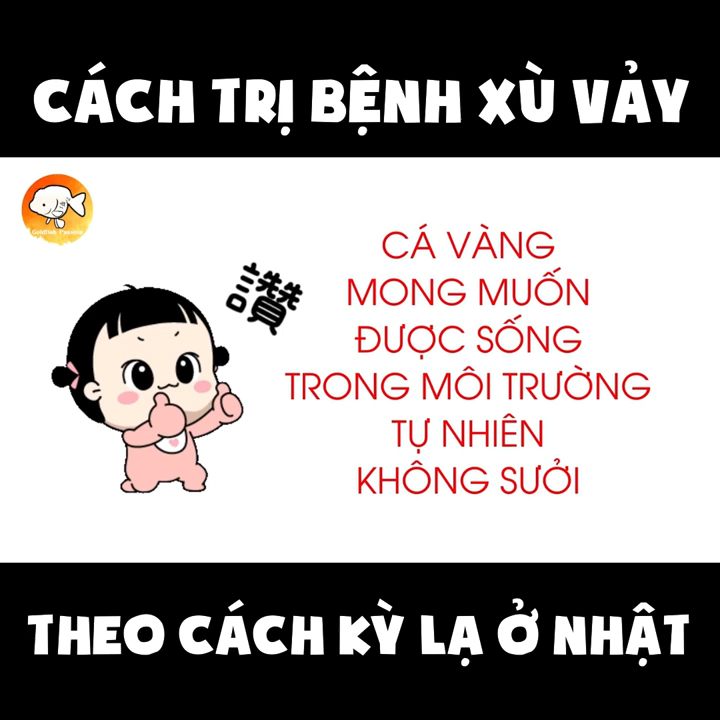 CÁCH TRỊ BỆNH XÙ VẢY
讚
CÁ VÀNG
MONG MUỐN
ĐƯỢC SỐNG
TRONG MÔI TRƯỜNG
TỰ NHIÊN
KHÔNG SƯỞI
THEO CÁCH KỲ LẠ Ở NHẬT